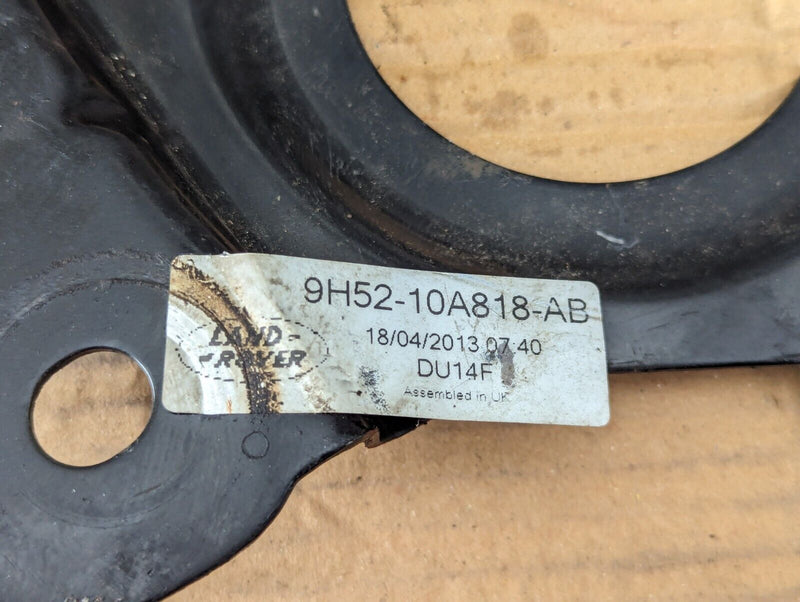 9H52-10A818-AB
LAND-
-ROVER
18/04/2013 07:40
DU14F
Assembled in UK